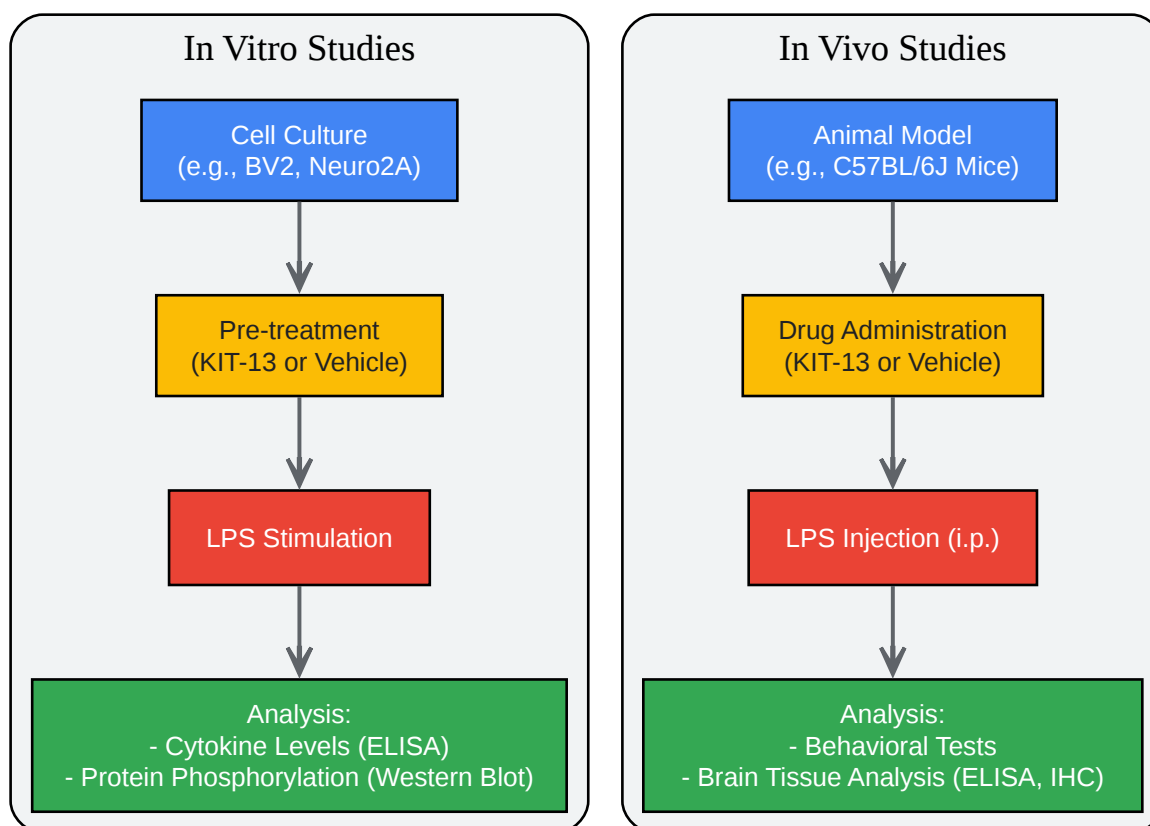 In Vitro Studies
Cell Culture
(e.g., BV2, Neuro2A)
Pre-treatment
(KIT-13 or Vehicle)
LPS Stimulation
Analysis:
- Cytokine Levels (ELISA)
- Protein Phosphorylation (Western Blot)
In Vivo Studies
Animal Model
(e.g., C57BL/6J Mice)
Drug Administration
(KIT-13 or Vehicle)
LPS Injection (i.p.)
Analysis:
- Behavioral Tests
- Brain Tissue Analysis (ELISA, IHC)